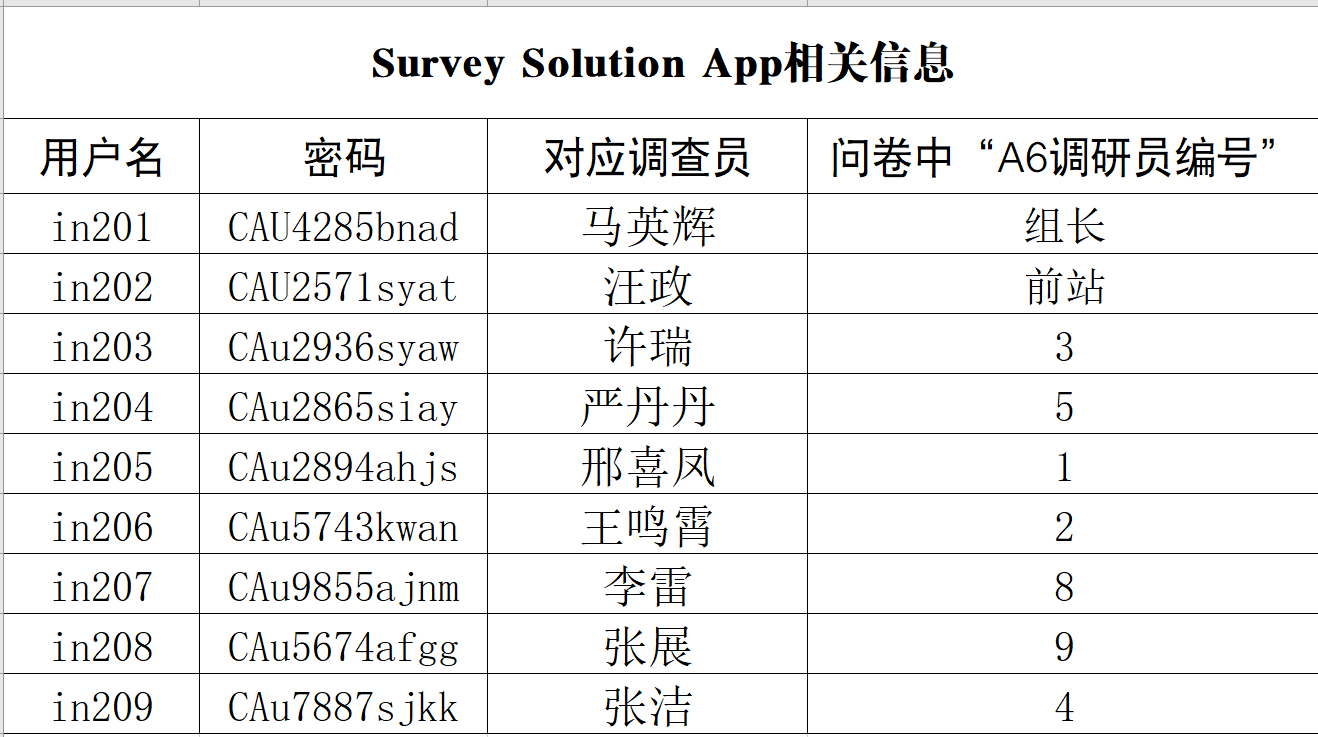 Survey Solution App相关信息
用户名 密码 对应调查员 问卷中“A6调研员编号”
in201 CAU4285bnad 马英辉 组长
in202 CAU2571syat 汪政 前站
in203 CAu2936syaw 许瑞 3
in204 CAu2865siay 严丹丹 5
in205 CAu2894ahjs 邢喜凤 1
in206 CAu5743kwan 王鸣霄 2
in207 CAu9855ajnm 李雷 8
in208 CAu5674afgg 张展 9
in209 CAu7887sjkk 张洁 4